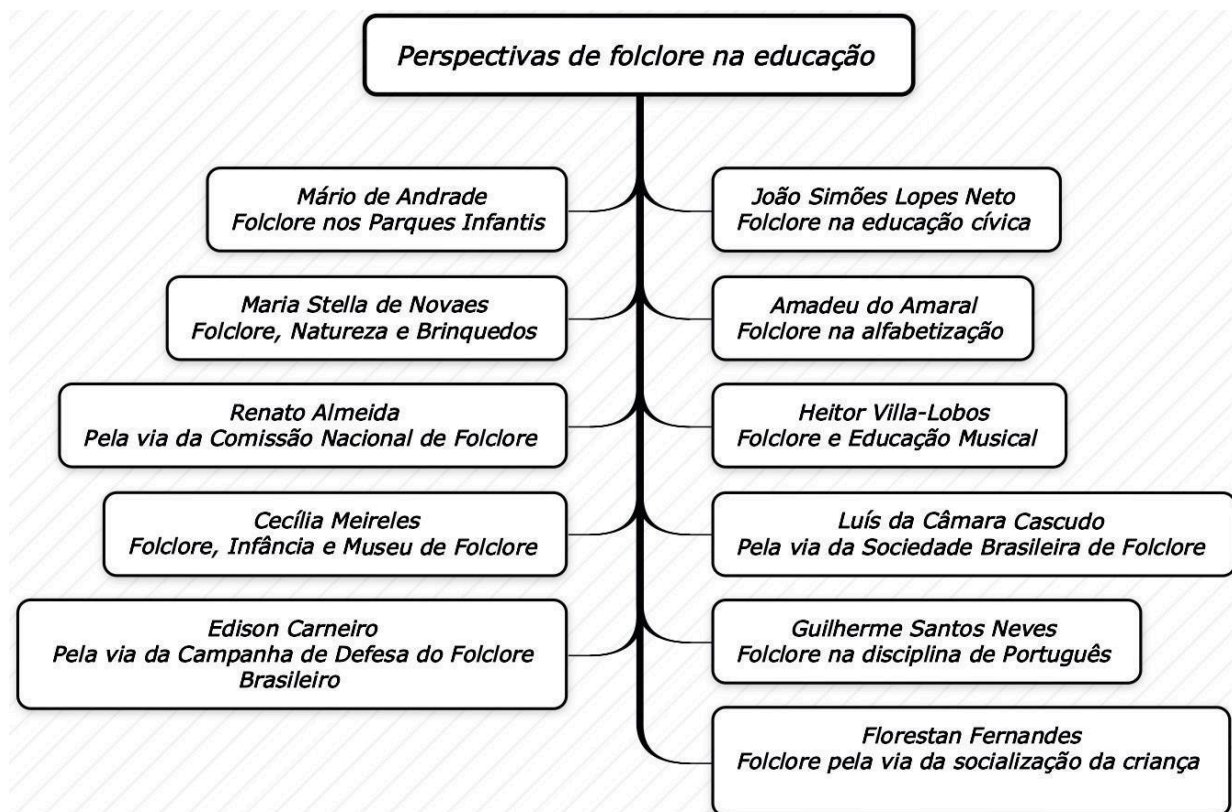 Perspectivas de folclore na educação
Mário de Andrade
Folclore nos Parques Infantis
João Simões Lopes Neto
Folclore na educação cívica
Maria Stella de Novaes
Folclore, Natureza e Brinquedos
Amadeu do Amaral
Folclore na alfabetização
Renato Almeida
Pela via da Comissão Nacional de Folclore
Heitor Villa-Lobos
Folclore e Educação Musical
Cecília Meireles
Folclore, Infância e Museu de Folclore
Luís da Câmara Cascudo
Pela via da Sociedade Brasileira de Folclore
Edison Carneiro
Pela via da Campanha de Defesa do Folclore
Brasileiro
Guilherme Santos Neves
Folclore na disciplina de Português
Florestan Fernandes
Folclore pela via da socialização da criança